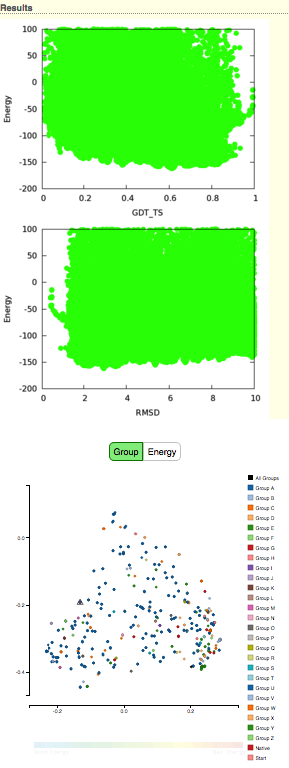 Results
100
50
0
-50
-100
-150
-200
Energy
0 0.2 0.4 0.6 0.8 1
GDT_TS
100
50
0
-50
-100
-150
-200
Energy
0 2 4 6 8 10
RMSD
Group Energy
All Groups
Group A
Group B
Group C
Group D
Group E
Group F
Group G
Group H
Group I
Group J
Group K
Group L
Group M
Group N
Group O
Group P
Group Q
Group R
Group S
Group T
Group U
Group V
Group W
Group X
Group Y
Group Z
Native
Start
0.0
-0.2
-0.4
-0.2 0.0 0.2